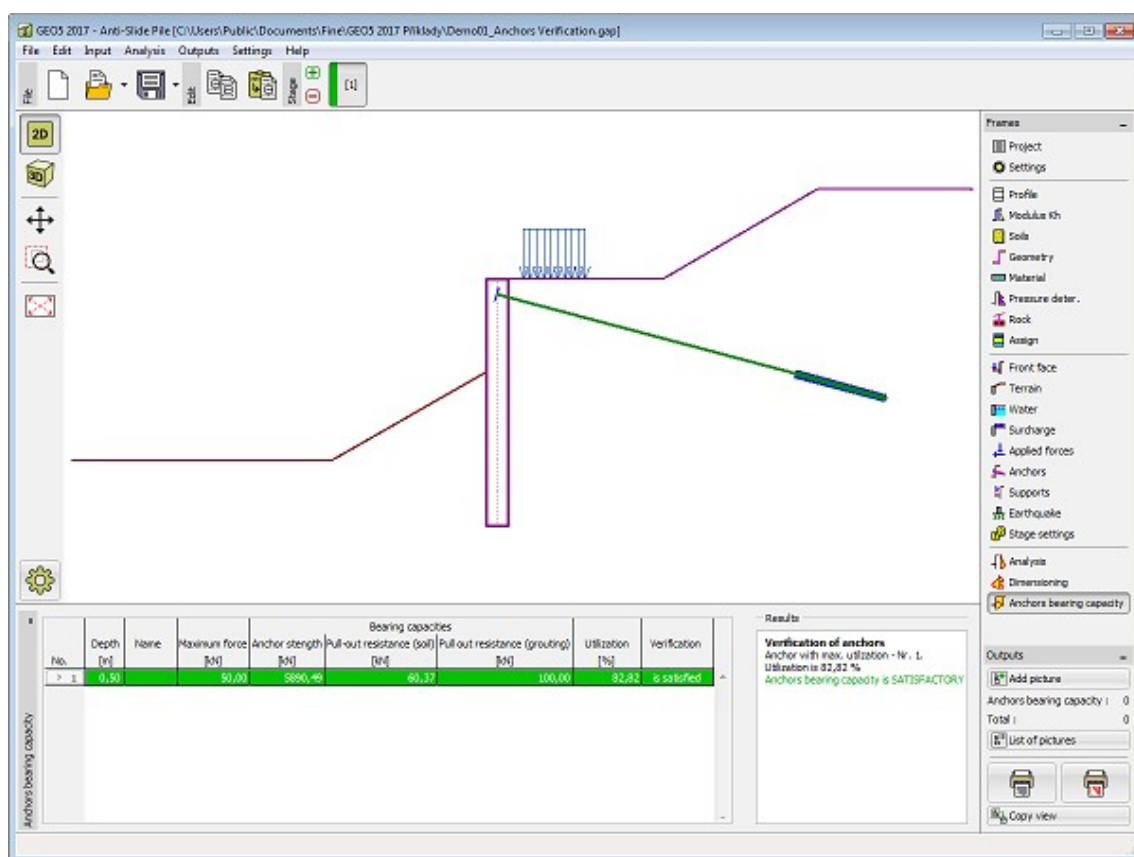 GEO5 2017 - Anti-Slide Pile [C:\Users\Public\Documents\Fine\GEO5 2017 Příklady\Demo01_Anchors Verification.gap]
File Edit Input Analysis Outputs Settings Help
File
Edit
Stage
[1]
2D
3D
Frames
Project
Settings
Profile
Modulus Kh
Soils
Geometry
Material
Pressure deter.
Rock
Assign
Front face
Terrain
Water
Surcharge
Applied forces
Anchors
Supports
Earthquake
Stage settings
Analysis
Dimensioning
Anchors bearing capacity
Anchors bearing capacity
Bearing capacities
No. Depth Name Maximum force Anchor stength Pull-out resistance (soil) Pull out resistance (grouting) Utilization Verification
[m] [kN] [kN] [kN] [kN] [%]
> 1 0,50 50,00 5890,49 60,37 100,00 82,82 is satisfied
Results
Verification of anchors
Anchor with max. utilization - Nr. 1.
Utilization is 82,82 %
Anchors bearing capacity is SATISFACTORY
Outputs
Add picture
Anchors bearing capacity : 0
Total : 0
List of pictures
Copy view